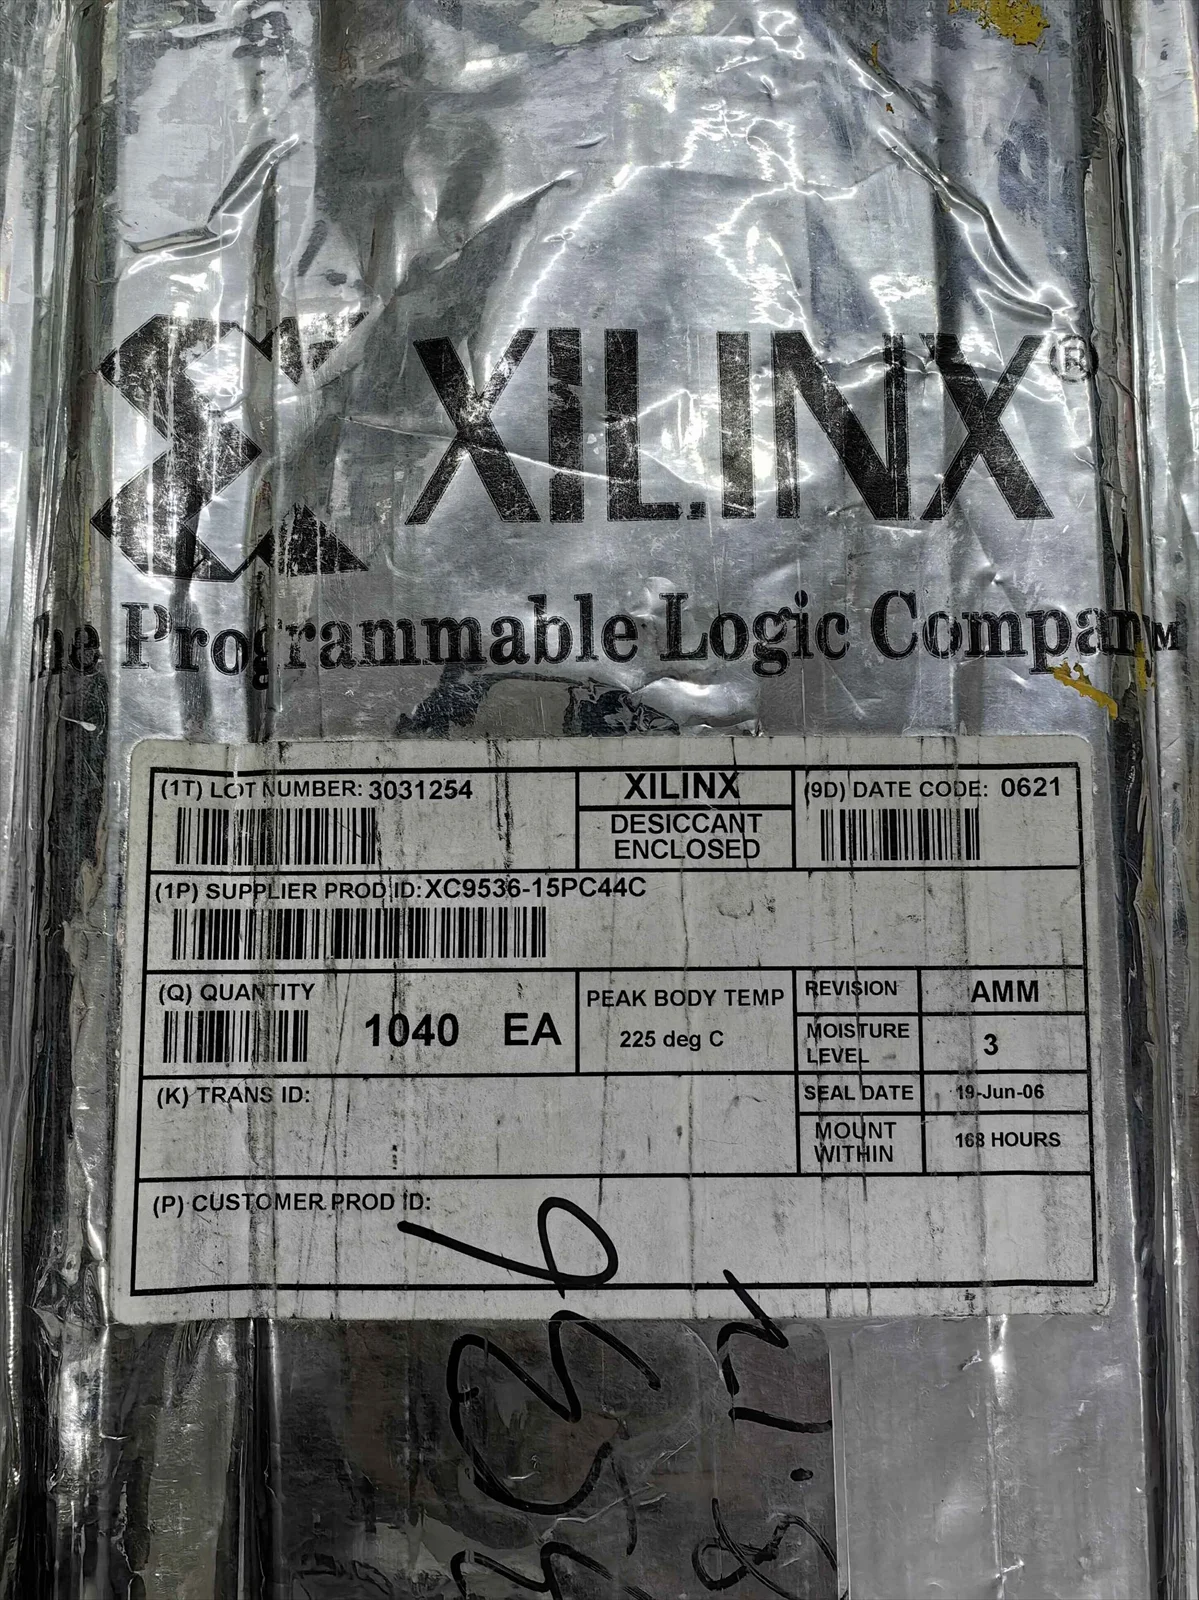 XILINX®
The Programmable Logic Company™
(1T) LOT NUMBER: 3031254
XILINX
DESICCANT
ENCLOSED
(9D) DATE CODE: 0621
(1P) SUPPLIER PROD ID: XC9536-15PC44C
(Q) QUANTITY
1040 EA
PEAK BODY TEMP
225 deg C
REVISION
AMM
MOISTURE
LEVEL
3
(K) TRANS ID:
SEAL DATE
19-Jun-06
MOUNT
WITHIN
168 HOURS
(P) CUSTOMER PROD ID: